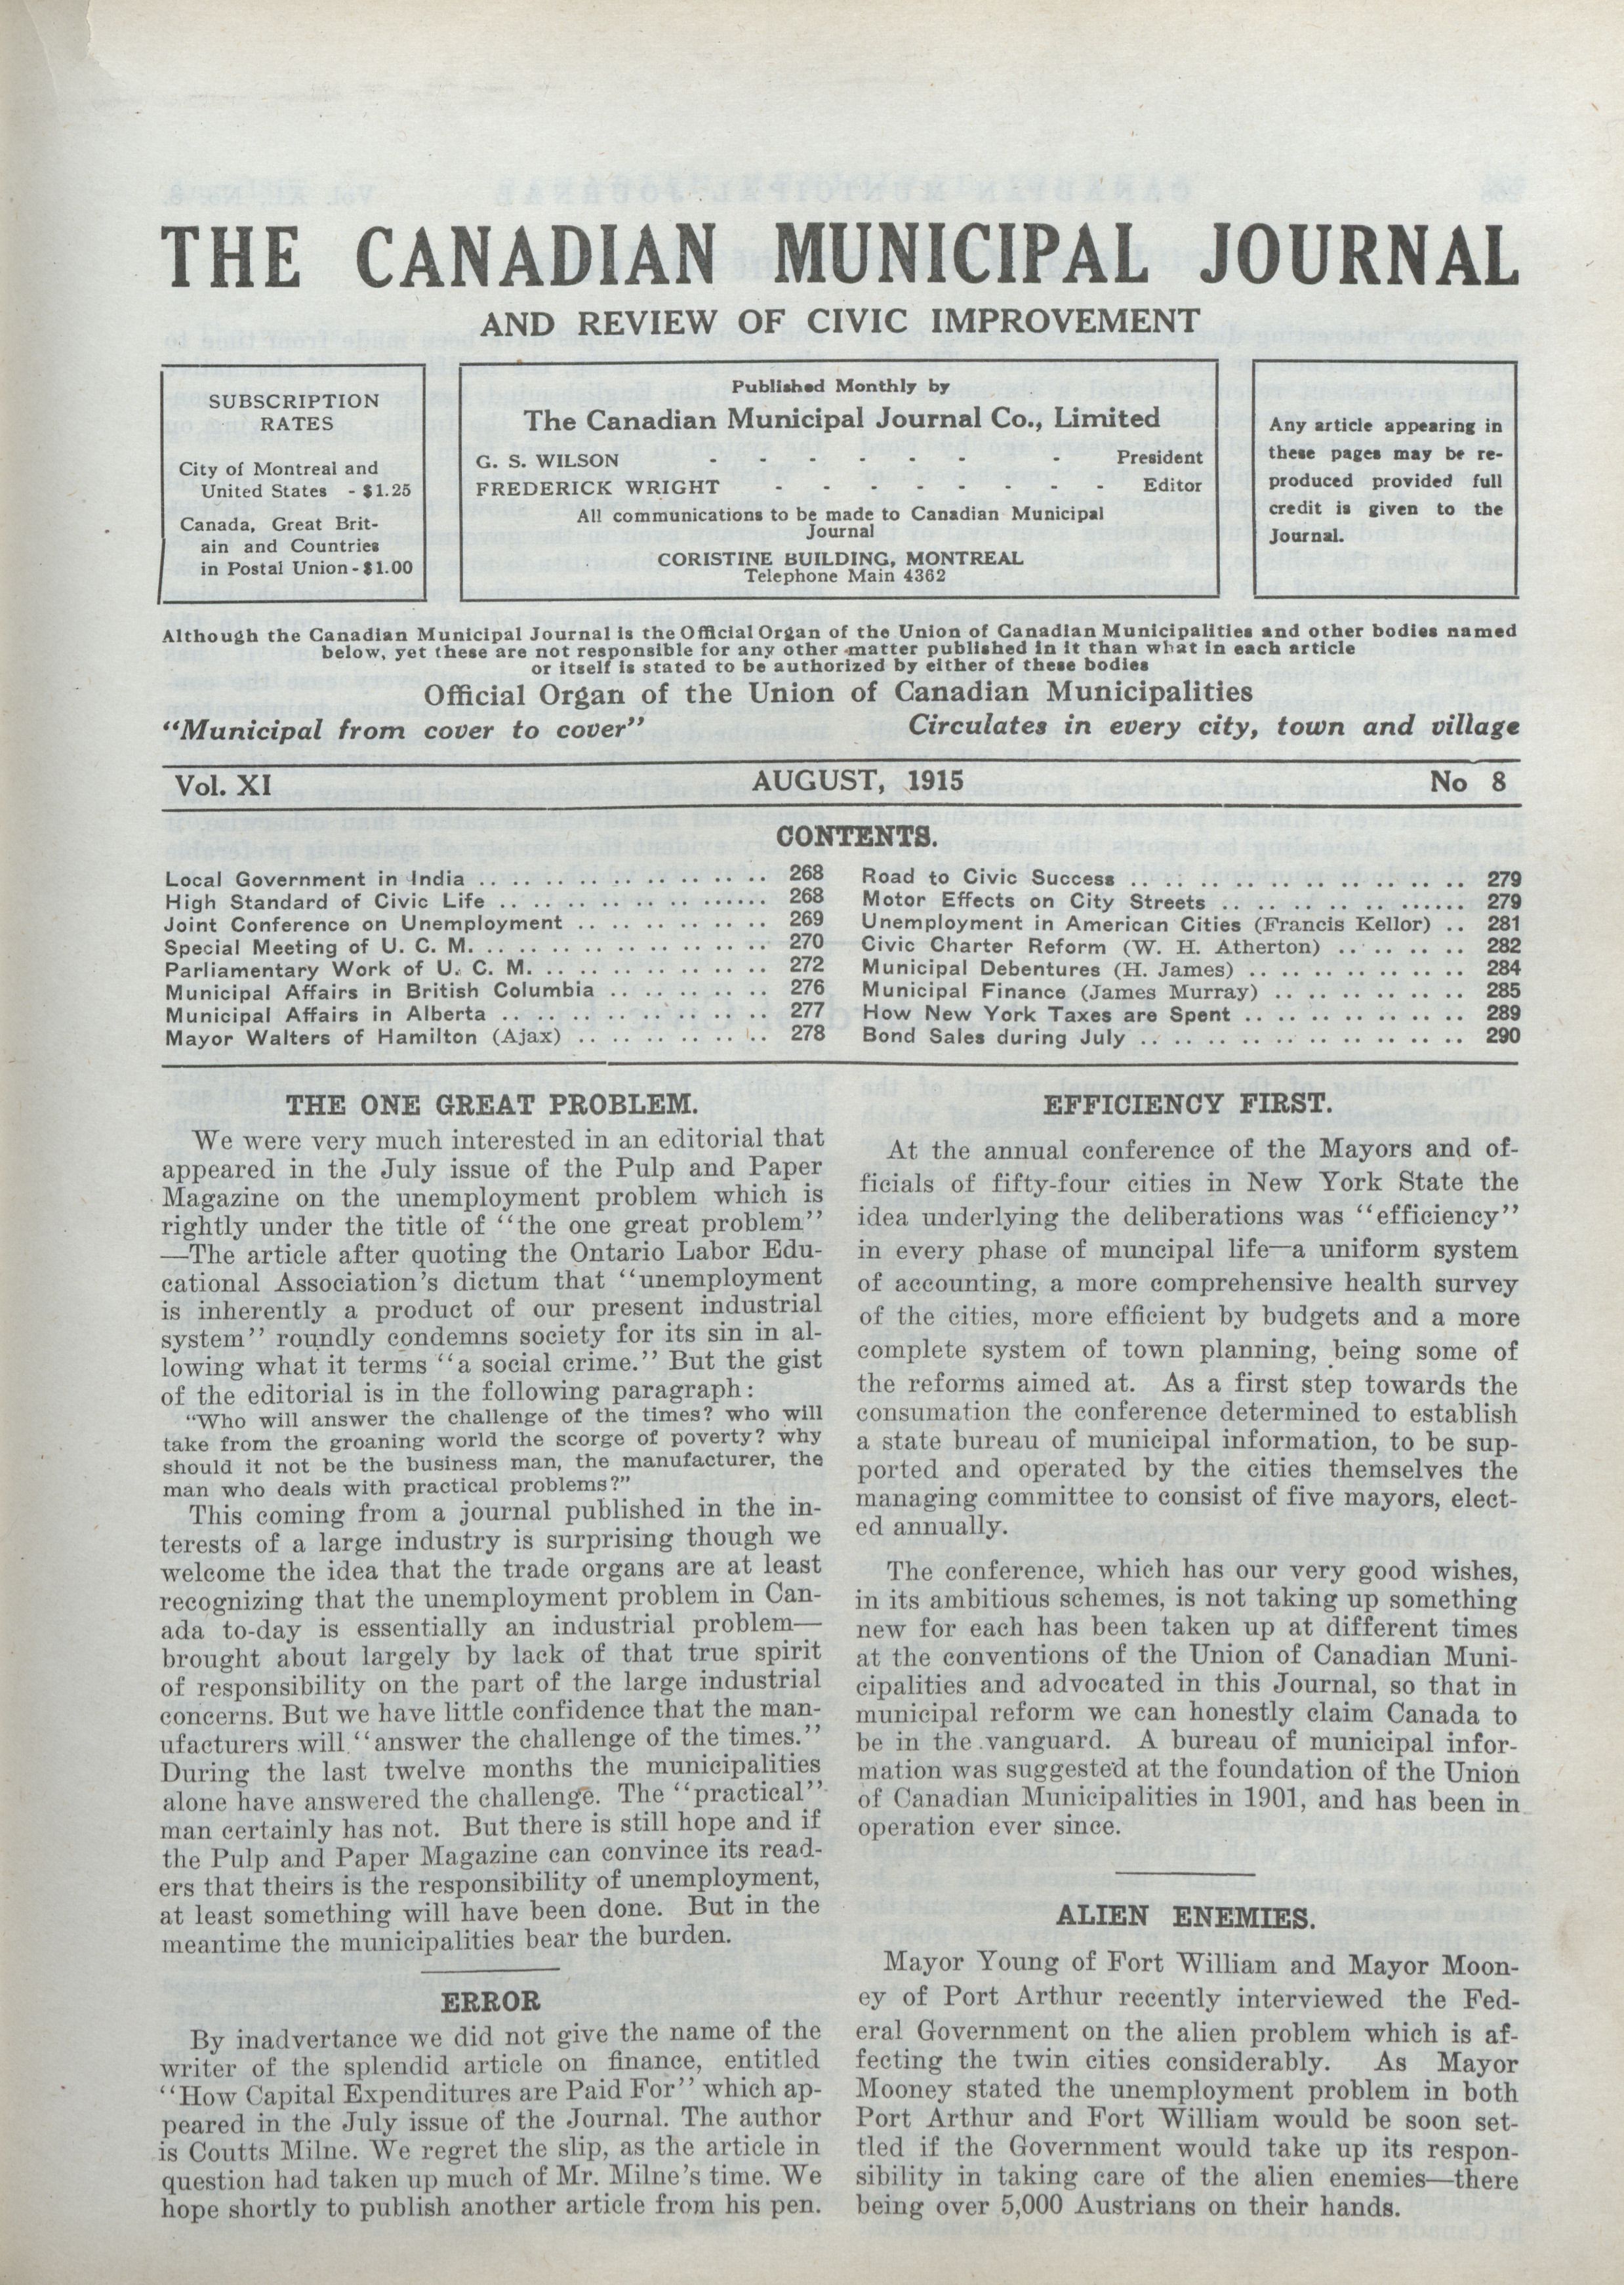 THE CANADIAN MUNICIPAL JOURNAL
AND REVIEW OF CIVIC IMPROVEMENT
SUBSCRIPTION
RATES
City of Montreal and
United States - $1.25
Canada, Great Brit-
ain and Countries
in Postal Union - $1.00
Published Monthly by
The Canadian Municipal Journal Co., Limited
G. S. WILSON - - - - - - - President
FREDERICK WRIGHT - - - - - - - - Editor
All communications to be made to Canadian Municipal
Journal
CORISTINE BUILDING, MONTREAL
Telephone Main 4362
Any article appearing in
these pages may be re-
produced provided full
credit is given to the
Journal.
Although the Canadian Municipal Journal is the Official Organ of the Union of Canadian Municipalities and other bodies named
below, yet these are not responsible for any other matter published in it than what in each article
or itself is stated to be authorized by either of these bodies
Official Organ of the Union of Canadian Municipalities
"Municipal from cover to cover" Circulates in every city, town and village
Vol. XI AUGUST, 1915 No 8
CONTENTS.
Local Government in India .. .. .. .. .. .. .. .. 268
High Standard of Civic Life .. .. .. .. .. .. .. .. 268
Joint Conference on Unemployment .. .. .. .. .. .. 269
Special Meeting of U. C. M. .. .. .. .. .. .. .. .. 270
Parliamentary Work of U. C. M. .. .. .. .. .. .. .. 272
Municipal Affairs in British Columbia .. .. .. .. .. 276
Municipal Affairs in Alberta .. .. .. .. .. .. .. .. 277
Mayor Walters of Hamilton (Ajax) .. .. .. .. .. .. 278
Road to Civic Success .. .. .. .. .. .. .. .. .. .. 279
Motor Effects on City Streets .. .. .. .. .. .. .. .. 279
Unemployment in American Cities (Francis Kellor) .. 281
Civic Charter Reform (W. H. Atherton) .. .. .. .. 282
Municipal Debentures (H. James) .. .. .. .. .. .. .. 284
Municipal Finance (James Murray) .. .. .. .. .. .. 285
How New York Taxes are Spent .. .. .. .. .. .. .. 289
Bond Sales during July .. .. .. .. .. .. .. .. .. .. 290
THE ONE GREAT PROBLEM.
We were very much interested in an editorial that
appeared in the July issue of the Pulp and Paper
Magazine on the unemployment problem which is
rightly under the title of "the one great problem"
—The article after quoting the Ontario Labor Edu-
cational Association's dictum that "unemployment
is inherently a product of our present industrial
system" roundly condemns society for its sin in al-
lowing what it terms "a social crime." But the gist
of the editorial is in the following paragraph:
"Who will answer the challenge of the times? who will
take from the groaning world the scorge of poverty? why
should it not be the business man, the manufacturer, the
man who deals with practical problems?"
This coming from a journal published in the in-
terests of a large industry is surprising though we
welcome the idea that the trade organs are at least
recognizing that the unemployment problem in Can-
ada to-day is essentially an industrial problem—
brought about largely by lack of that true spirit
of responsibility on the part of the large industrial
concerns. But we have little confidence that the man-
ufacturers will "answer the challenge of the times."
During the last twelve months the municipalities
alone have answered the challenge. The "practical"
man certainly has not. But there is still hope and if
the Pulp and Paper Magazine can convince its read-
ers that theirs is the responsibility of unemployment,
at least something will have been done. But in the
meantime the municipalities bear the burden.
ERROR
By inadvertance we did not give the name of the
writer of the splendid article on finance, entitled
"How Capital Expenditures are Paid For" which ap-
peared in the July issue of the Journal. The author
is Coutts Milne. We regret the slip, as the article in
question had taken up much of Mr. Milne's time. We
hope shortly to publish another article from his pen.
EFFICIENCY FIRST.
At the annual conference of the Mayors and of-
ficials of fifty-four cities in New York State the
idea underlying the deliberations was "efficiency"
in every phase of muncipal life—a uniform system
of accounting, a more comprehensive health survey
of the cities, more efficient by budgets and a more
complete system of town planning, being some of
the reforms aimed at. As a first step towards the
consumation the conference determined to establish
a state bureau of municipal information, to be sup-
ported and operated by the cities themselves the
managing committee to consist of five mayors, elect-
ed annually.
The conference, which has our very good wishes,
in its ambitious schemes, is not taking up something
new for each has been taken up at different times
at the conventions of the Union of Canadian Muni-
cipalities and advocated in this Journal, so that in
municipal reform we can honestly claim Canada to
be in the vanguard. A bureau of municipal infor-
mation was suggested at the foundation of the Union
of Canadian Municipalities in 1901, and has been in
operation ever since.
ALIEN ENEMIES.
Mayor Young of Fort William and Mayor Moon-
ey of Port Arthur recently interviewed the Fed-
eral Government on the alien problem which is af-
fecting the twin cities considerably. As Mayor
Mooney stated the unemployment problem in both
Port Arthur and Fort William would be soon set-
tled if the Government would take up its respon-
sibility in taking care of the alien enemies—there
being over 5,000 Austrians on their hands.